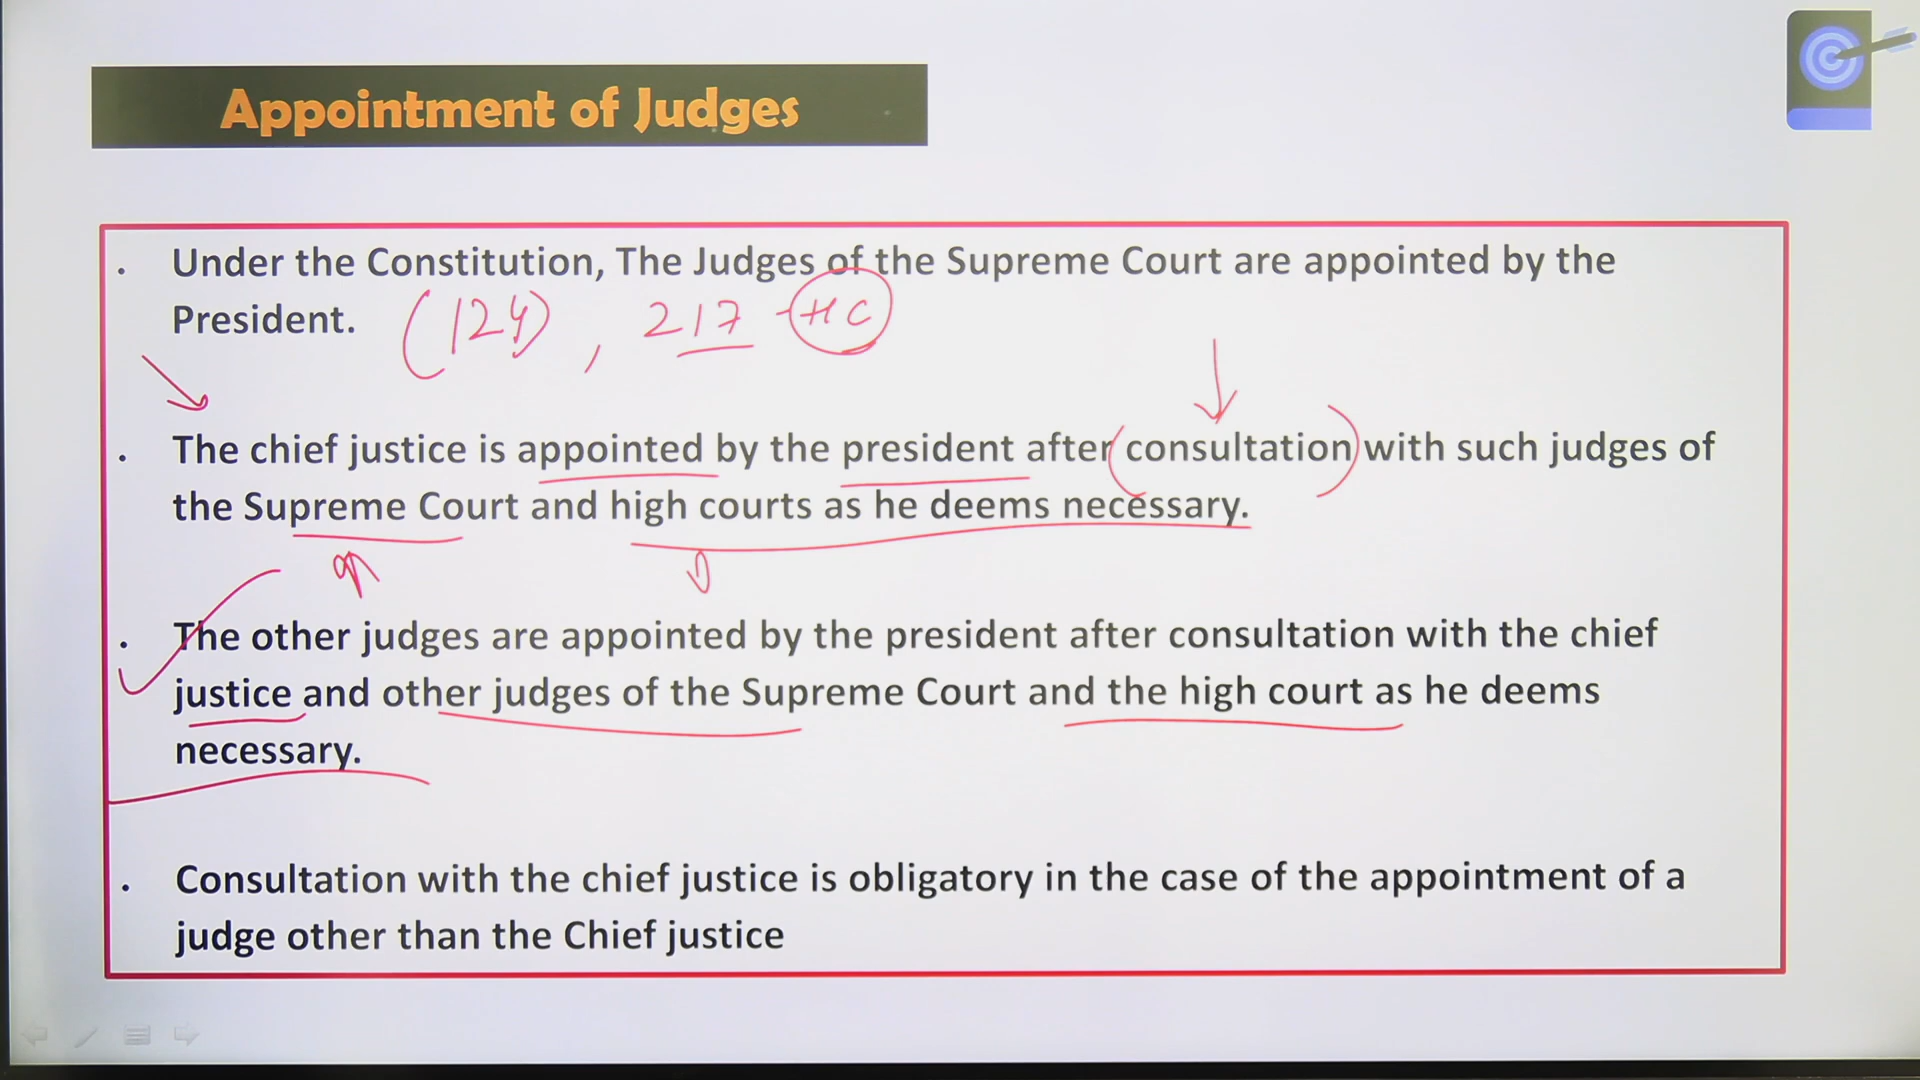 Appointment of Judges
. Under the Constitution, The Judges of the Supreme Court are appointed by the
President. (124) , 217 - HC
. The chief justice is appointed by the president after (consultation) with such judges of
the Supreme Court and high courts as he deems necessary.
. The other judges are appointed by the president after consultation with the chief
justice and other judges of the Supreme Court and the high court as he deems
necessary.
. Consultation with the chief justice is obligatory in the case of the appointment of a
judge other than the Chief justice